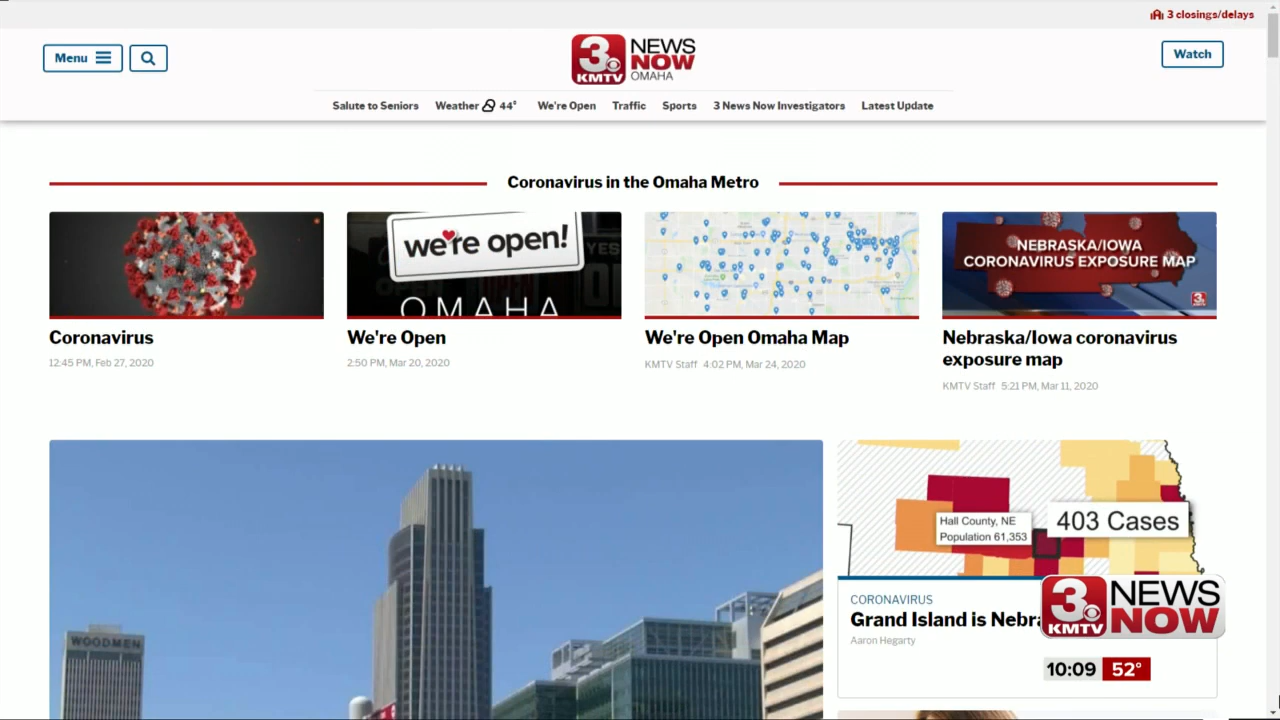 3 closings/delays
Menu
3 KMTV NEWS NOW OMAHA
Watch
Salute to Seniors Weather 44° We're Open Traffic Sports 3 News Now Investigators Latest Update
Coronavirus in the Omaha Metro
we're open!
OMAHA
YES
NEBRASKA/IOWA
CORONAVIRUS EXPOSURE MAP
3
Coronavirus
12:45 PM, Feb 27, 2020
We're Open
2:50 PM, Mar 20, 2020
We're Open Omaha Map
KMTV Staff 4:02 PM, Mar 24, 2020
Nebraska/Iowa coronavirus
exposure map
KMTV Staff 5:21 PM, Mar 11, 2020
WOODMEN
Hall County, NE
Population 61,353
403 Cases
CORONAVIRUS
Grand Island is Nebra
Aaron Hegarty
3 KMTV NEWS NOW
10:09 52°